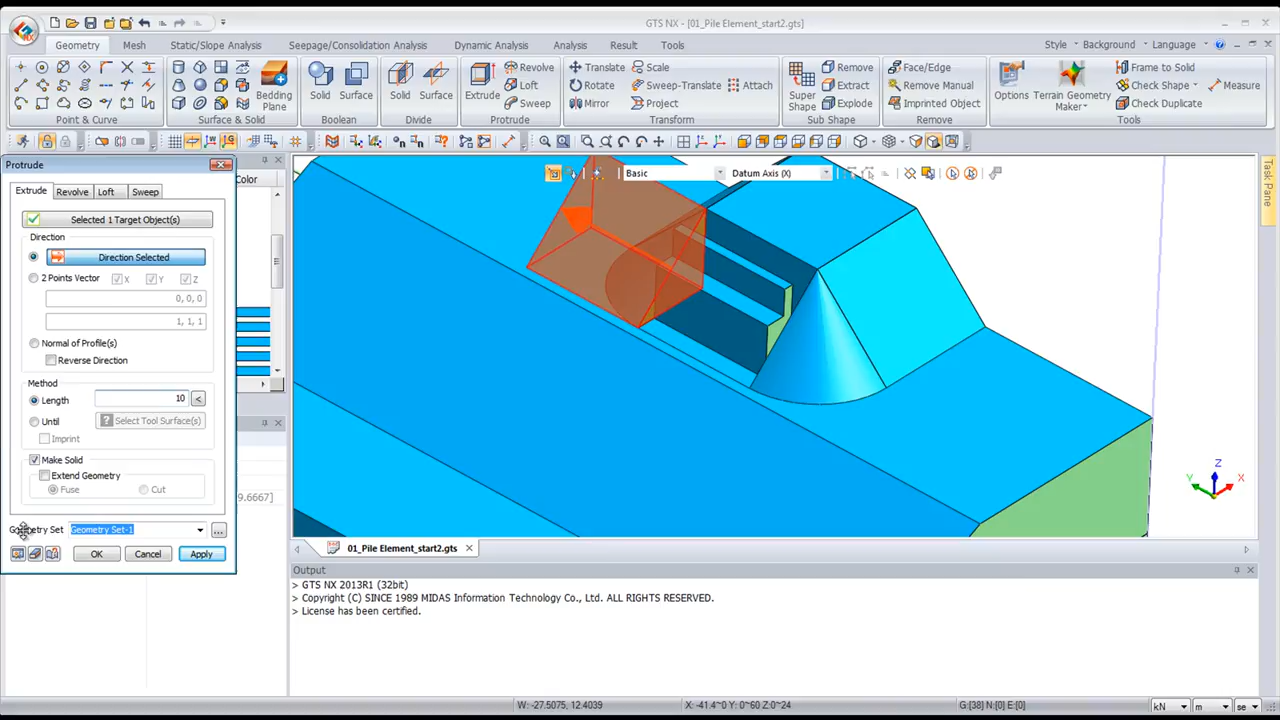 GTS NX - [01_Pile Element_start2.gts]
Geometry Mesh Static/Slope Analysis Seepage/Consolidation Analysis Dynamic Analysis Analysis Result Tools Style Background Language
Bedding Plane
Solid Surface
Solid Surface
Extrude
Revolve
Loft
Sweep
Translate Scale
Rotate Sweep-Translate Attach
Mirror Project
Super Shape
Remove
Extract
Explode
Face/Edge
Remove Manual
Imprinted Object
Options
Terrain Geometry Maker
Frame to Solid
Check Shape Measure
Check Duplicate
Point & Curve Surface & Solid Boolean Divide Protrude Transform Sub Shape Remove Tools
Protrude
Color
Basic Datum Axis (X)
Task Pane
Extrude Revolve Loft Sweep
Selected 1 Target Object(s)
Direction
Direction Selected
2 Points Vector X Y Z
0, 0, 0
1, 1, 1
Normal of Profile(s)
Reverse Direction
Method
Length 10 <
Until ? Select Tool Surface(s)
Imprint
Make Solid
Extend Geometry
Fuse Cut
9.6667]
Geometry Set Geometry Set-1 ...
OK Cancel Apply
Z
Y X
01_Pile Element_start2.gts
Output
> GTS NX 2013R1 (32bit)
> Copyright (C) SINCE 1989 MIDAS Information Technology Co., Ltd. ALL RIGHTS RESERVED.
> License has been certified.
W: -27.5075, 12.4039 X: -41.4~0 Y: 0~60 Z:0~24 G:[38] N:[0] E:[0] kN m se